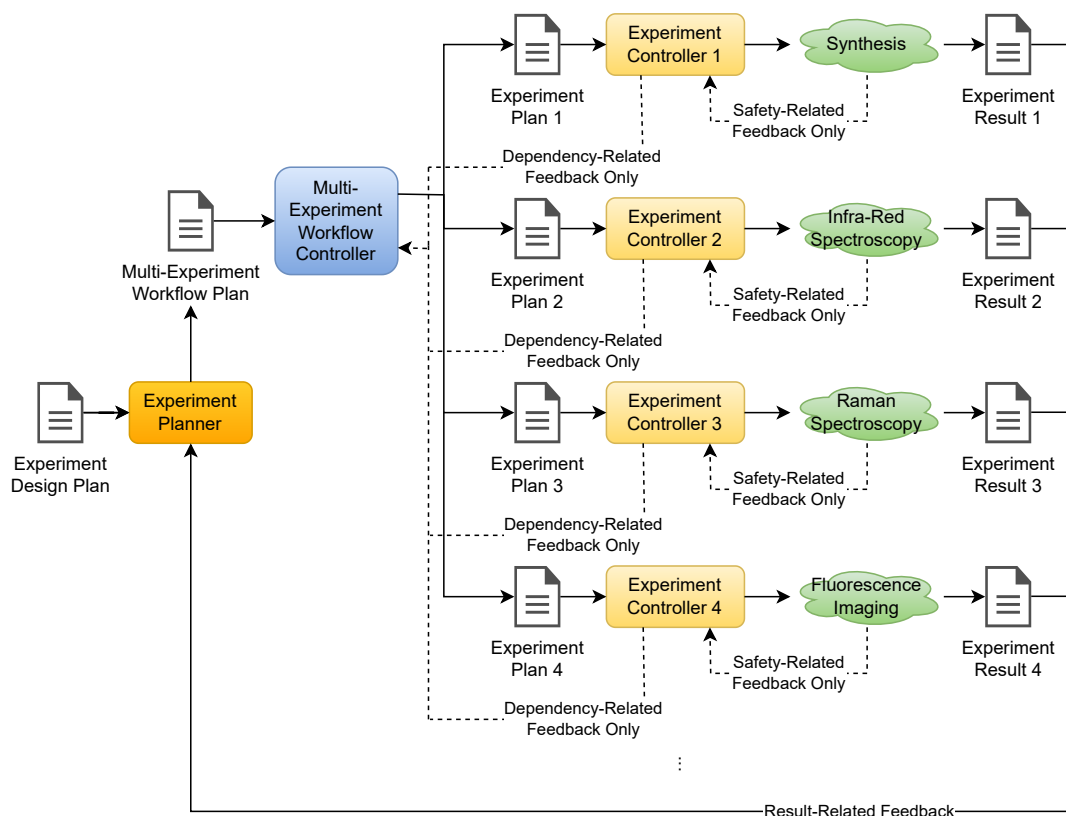 Experiment
Controller 1
Synthesis
Experiment
Plan 1
Safety-Related
Feedback Only
Experiment
Result 1
Dependency-Related
Feedback Only
Multi-
Experiment
Workflow
Controller
Multi-Experiment
Workflow Plan
Experiment
Controller 2
Infra-Red
Spectroscopy
Experiment
Plan 2
Safety-Related
Feedback Only
Experiment
Result 2
Dependency-Related
Feedback Only
Experiment
Planner
Experiment
Design Plan
Experiment
Controller 3
Raman
Spectroscopy
Experiment
Plan 3
Safety-Related
Feedback Only
Experiment
Result 3
Dependency-Related
Feedback Only
Experiment
Controller 4
Fluorescence
Imaging
Experiment
Plan 4
Safety-Related
Feedback Only
Experiment
Result 4
Dependency-Related
Feedback Only
...
Result-Related Feedback